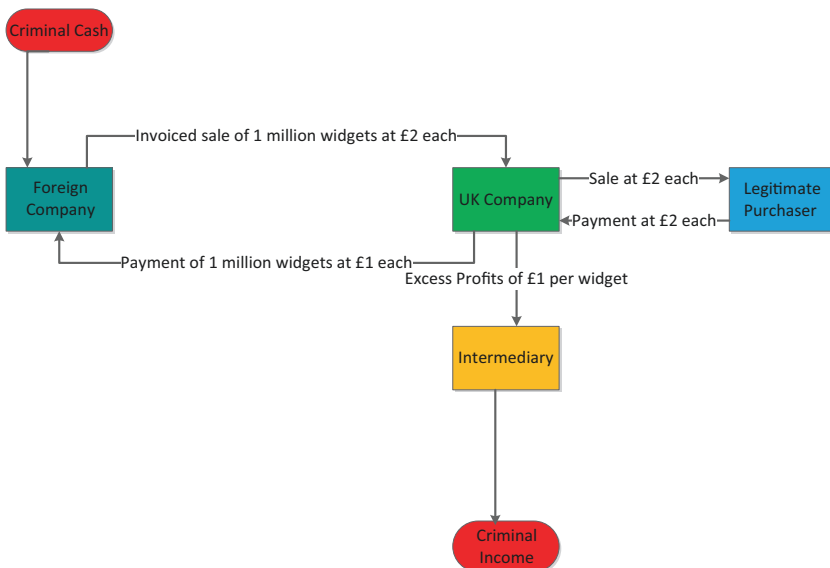 Criminal Cash
Invoiced sale of 1 million widgets at £2 each
Foreign
Company
UK Company
Sale at £2 each
Legitimate
Purchaser
Payment at £2 each
Payment of 1 million widgets at £1 each
Excess Profits of £1 per widget
Intermediary
Criminal
Income